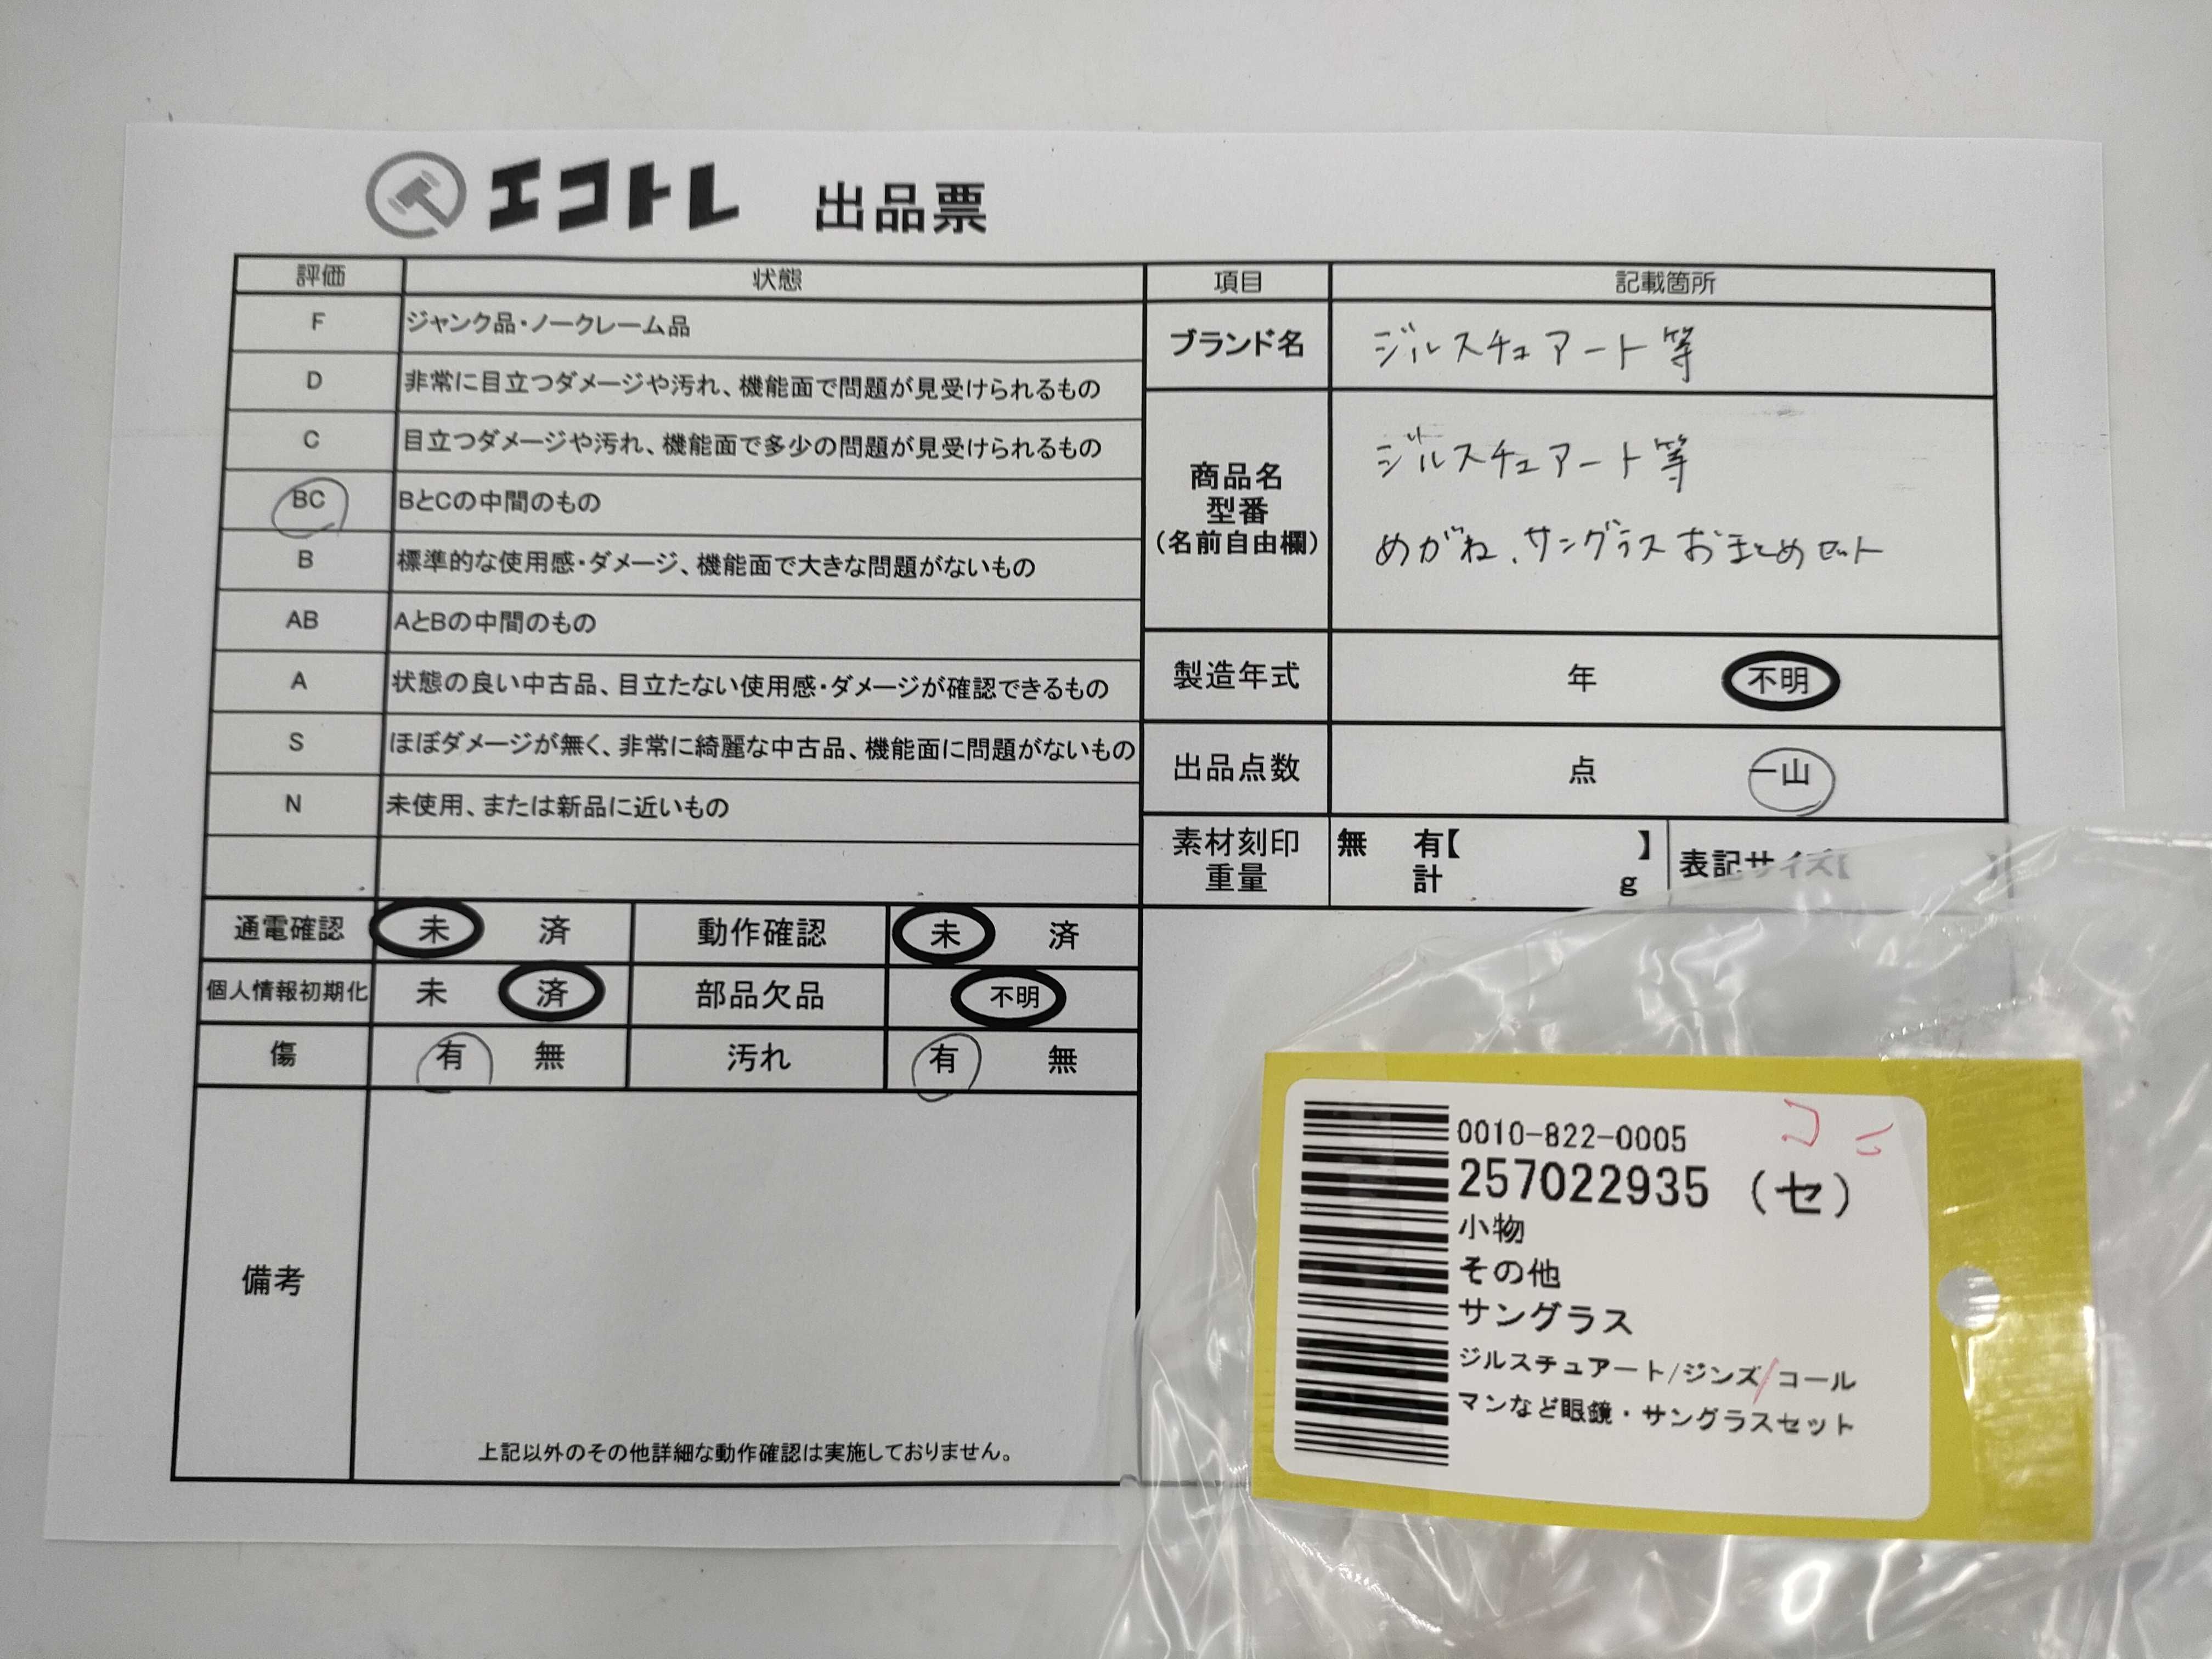 エコトレ 出品票
評価 状態
F ジャンク品・ノークレーム品
D 非常に目立つダメージや汚れ、機能面で問題が見受けられるもの
C 目立つダメージや汚れ、機能面で多少の問題が見受けられるもの
BC BとCの中間のもの
B 標準的な使用感・ダメージ、機能面で大きな問題がないもの
AB AとBの中間のもの
A 状態の良い中古品、目立たない使用感・ダメージが確認できるもの
S ほぼダメージが無く、非常に綺麗な中古品、機能面に問題がないもの
N 未使用、または新品に近いもの
通電確認 未 済 動作確認 未 済
個人情報初期化 未 済 部品欠品 不明
傷 有 無 汚れ 有 無
備考
上記以外のその他詳細な動作確認は実施しておりません。
項目 記載箇所
ブランド名 ジルスチュアート等
商品名
型番
(名前自由欄)
ジルスチュアート等
めがね、サングラスおまとめセット
製造年式 年 不明
出品点数 点 一山
素材刻印 無 有【 】
重量 計 g
表記サイズ【 】
0010-822-0005
257022935 (セ)
小物
その他
サングラス
ジルスチュアート/ジンズ/コール
マンなど眼鏡・サングラスセット